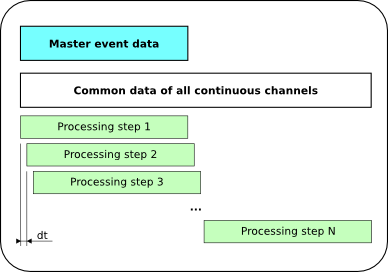 Master event data
Common data of all continuous channels
Processing step 1
Processing step 2
Processing step 3
...
Processing step N
dt